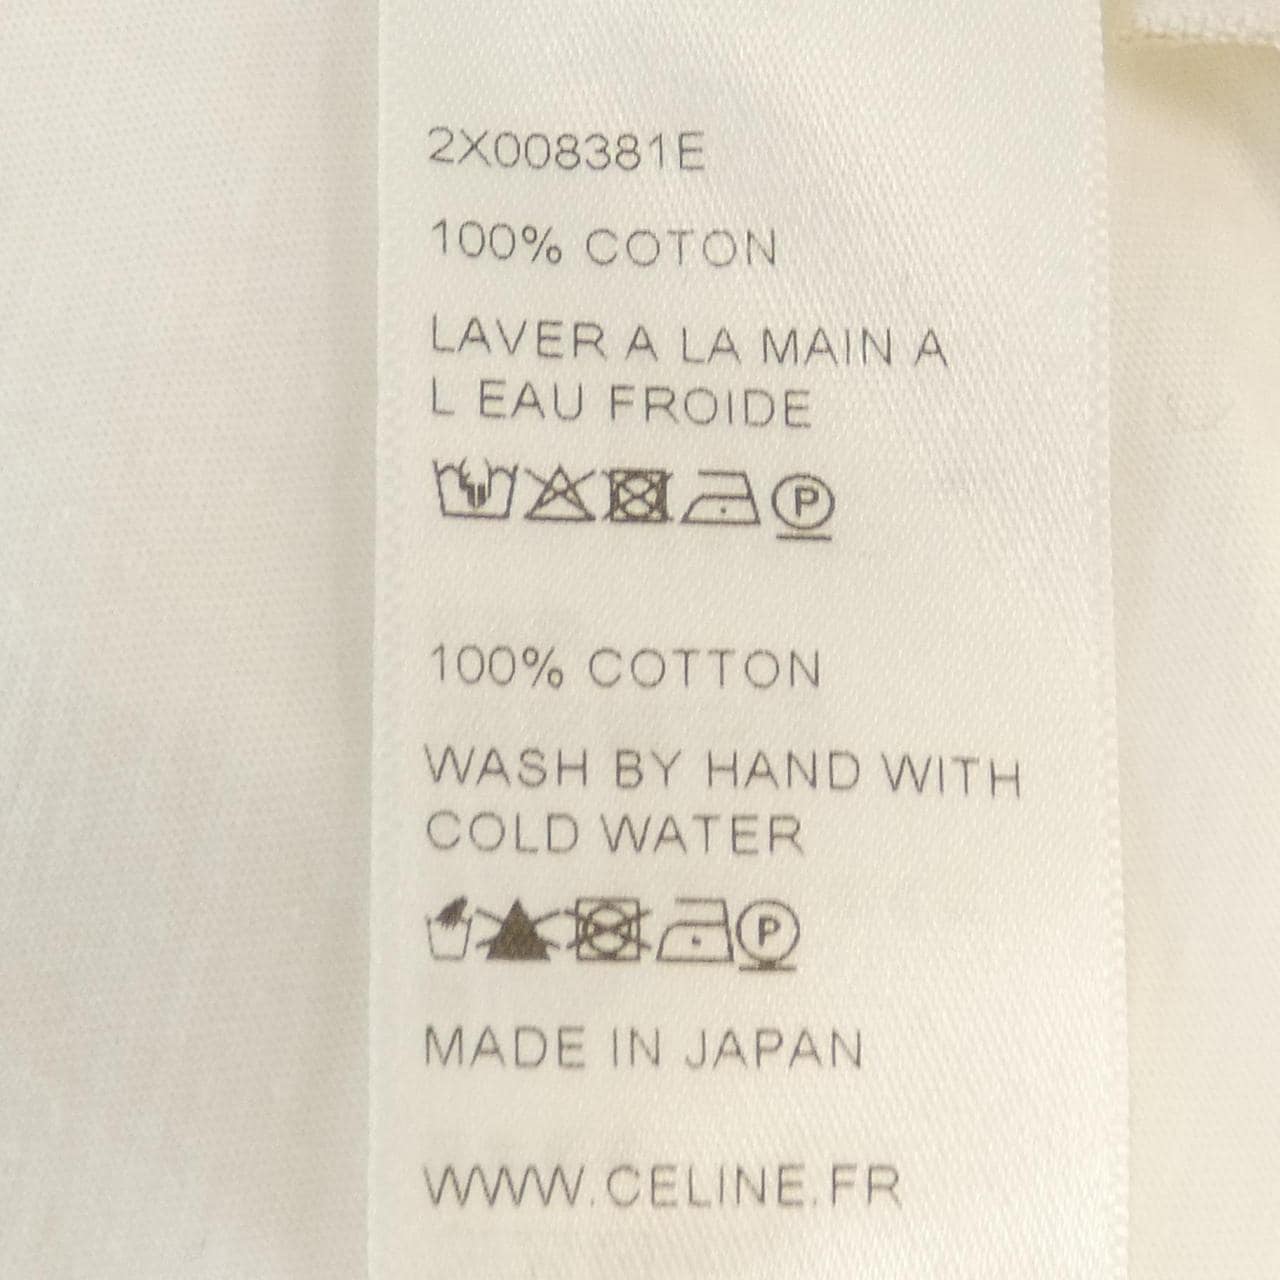 2X008381E
100% COTON
LAVER A LA MAIN A
L EAU FROIDE
P
100% COTTON
WASH BY HAND WITH
COLD WATER
P
MADE IN JAPAN
WWW.CELINE.FR